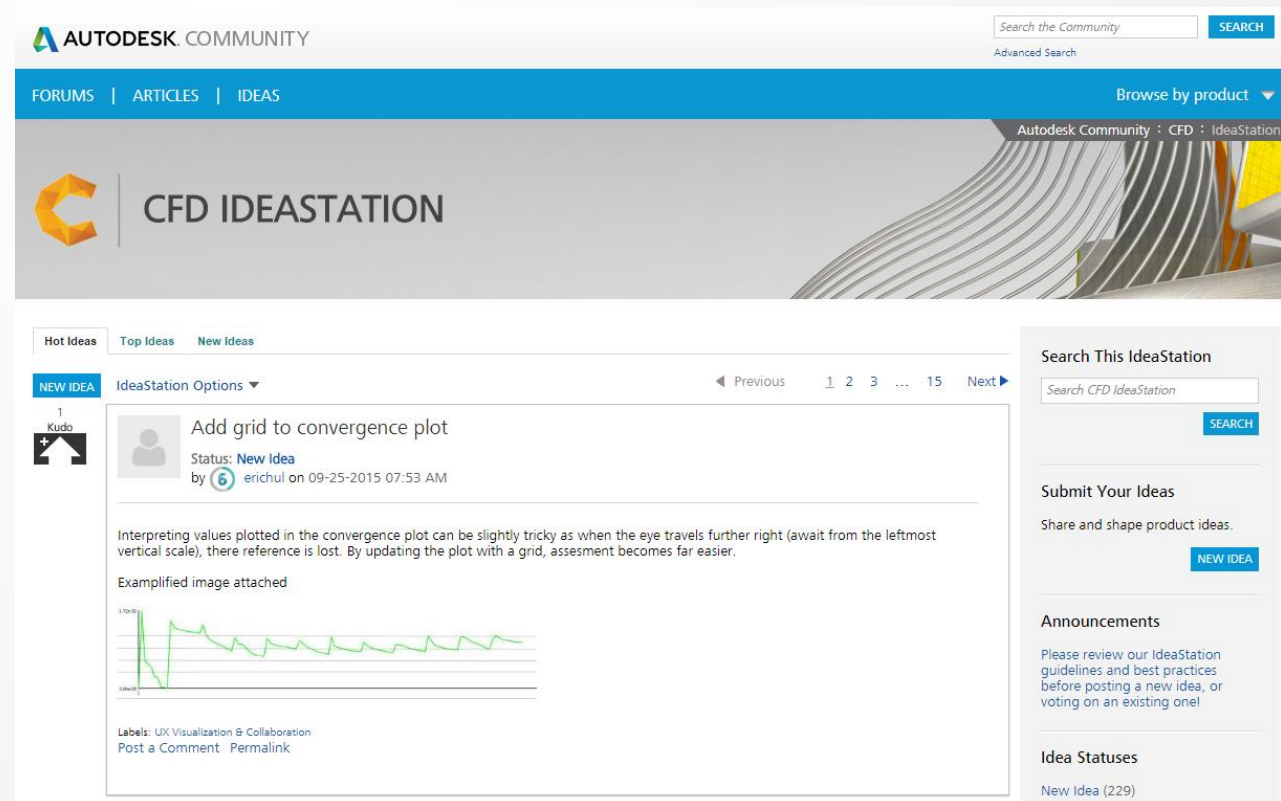 AUTODESK. COMMUNITY
Search the Community
SEARCH
Advanced Search
FORUMS | ARTICLES | IDEAS
Browse by product
Autodesk Community : CFD : IdeaStation
CFD IDEASTATION
Hot Ideas Top Ideas New Ideas
NEW IDEA IdeaStation Options
Previous 1 2 3 ... 15 Next
1
Kudo
Add grid to convergence plot
Status: New Idea
by 6 erichul on 09-25-2015 07:53 AM
Interpreting values plotted in the convergence plot can be slightly tricky as when the eye travels further right (await from the leftmost
vertical scale), there reference is lost. By updating the plot with a grid, assesment becomes far easier.
Examplified image attached
Labels: UX Visualization & Collaboration
Post a Comment Permalink
Search This IdeaStation
Search CFD IdeaStation
SEARCH
Submit Your Ideas
Share and shape product ideas.
NEW IDEA
Announcements
Please review our IdeaStation
guidelines and best practices
before posting a new idea, or
voting on an existing one!
Idea Statuses
New Idea (229)